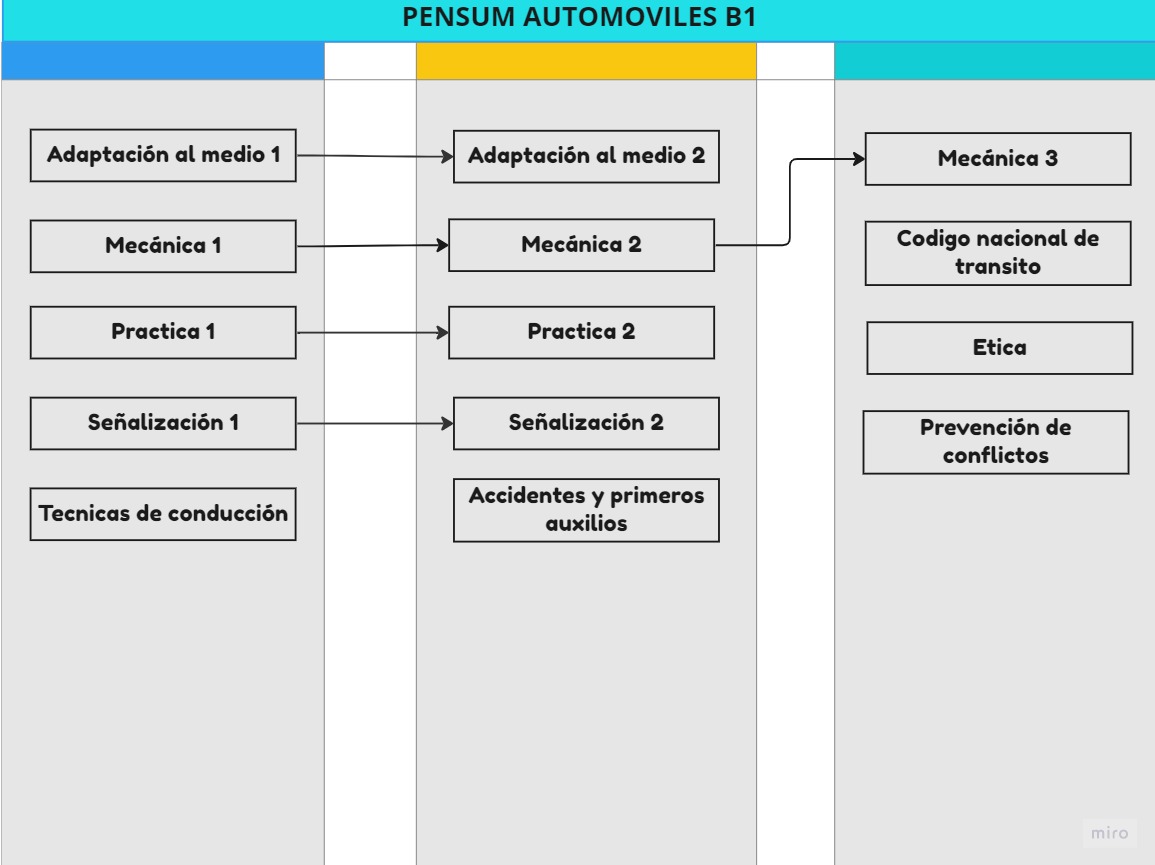 PENSUM AUTOMOVILES B1
Adaptación al medio 1
Mecánica 1
Practica 1
Señalización 1
Tecnicas de conducción
Adaptación al medio 2
Mecánica 2
Practica 2
Señalización 2
Accidentes y primeros
auxilios
Mecánica 3
Codigo nacional de
transito
Etica
Prevención de
conflictos
miro